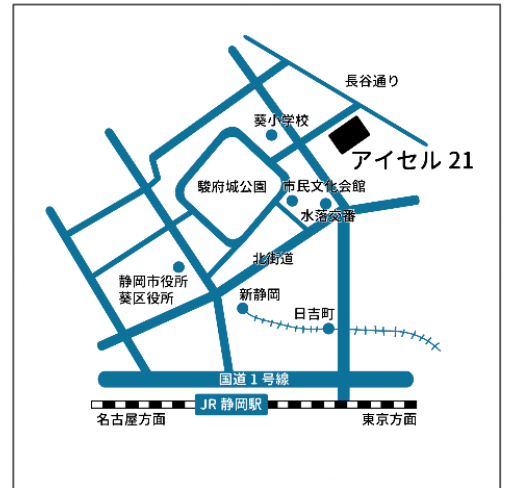 長谷通り
葵小学校
アイセル 21
駿府城公園
市民文化会館
水落交番
北街道
静岡市役所
葵区役所
新静岡
日吉町
国道 1 号線
JR 静岡駅
名古屋方面
東京方面